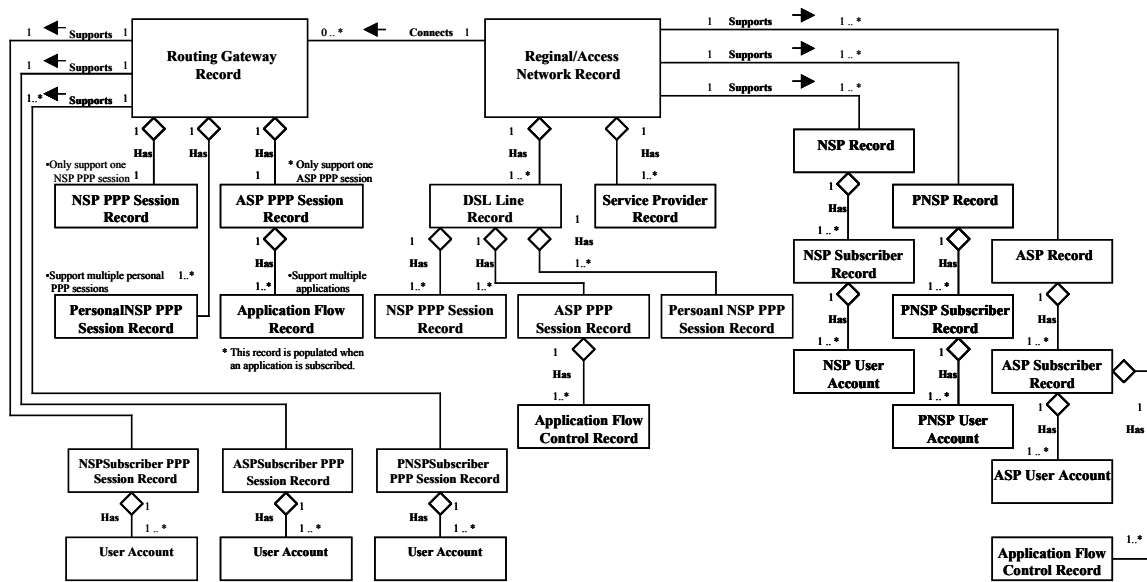 1 Supports 1
1 Supports 1
1..* Supports 1
Routing Gateway
Record
0 .. * Connects 1
Reginal/Access
Network Record
1 Supports 1 .. *
1 Supports 1 .. *
1 Supports 1 .. *
1
Has
1
1
1
Has
1
•Only support one
NSP PPP session
* Only support one
ASP PPP session
NSP PPP Session
Record
ASP PPP Session
Record
1
Has
1..*
•Support multiple personal
PPP sessions
1..*
•Support multiple
applications
PersonalNSP PPP
Session Record
Application Flow
Record
* This record is populated when
an application is subscribed.
1
Has
1 .. *
1
Has
1..*
DSL Line
Record
Service Provider
Record
1
Has
1..*
1
Has
1..*
1
Has
1..*
NSP PPP Session
Record
ASP PPP
Session Record
Persoanl NSP PPP
Session Record
1
Has
1..*
Application Flow
Control Record
NSP Record
1
Has
1 .. *
NSP Subscriber
Record
1
Has
1 .. *
NSP User
Account
PNSP Record
1
Has
1 .. *
PNSP Subscriber
Record
1
Has
1 .. *
PNSP User
Account
ASP Record
1
Has
1 .. *
ASP Subscriber
Record
1
Has
1 .. *
ASP User Account
1
Has
1..*
Application Flow
Control Record
NSPSubscriber PPP
Session Record
ASPSubscriber PPP
Session Record
PNSPSubscriber
PPP Session Record
1
Has
1 .. *
1
Has
1 .. *
1
Has
1 .. *
User Account
User Account
User Account